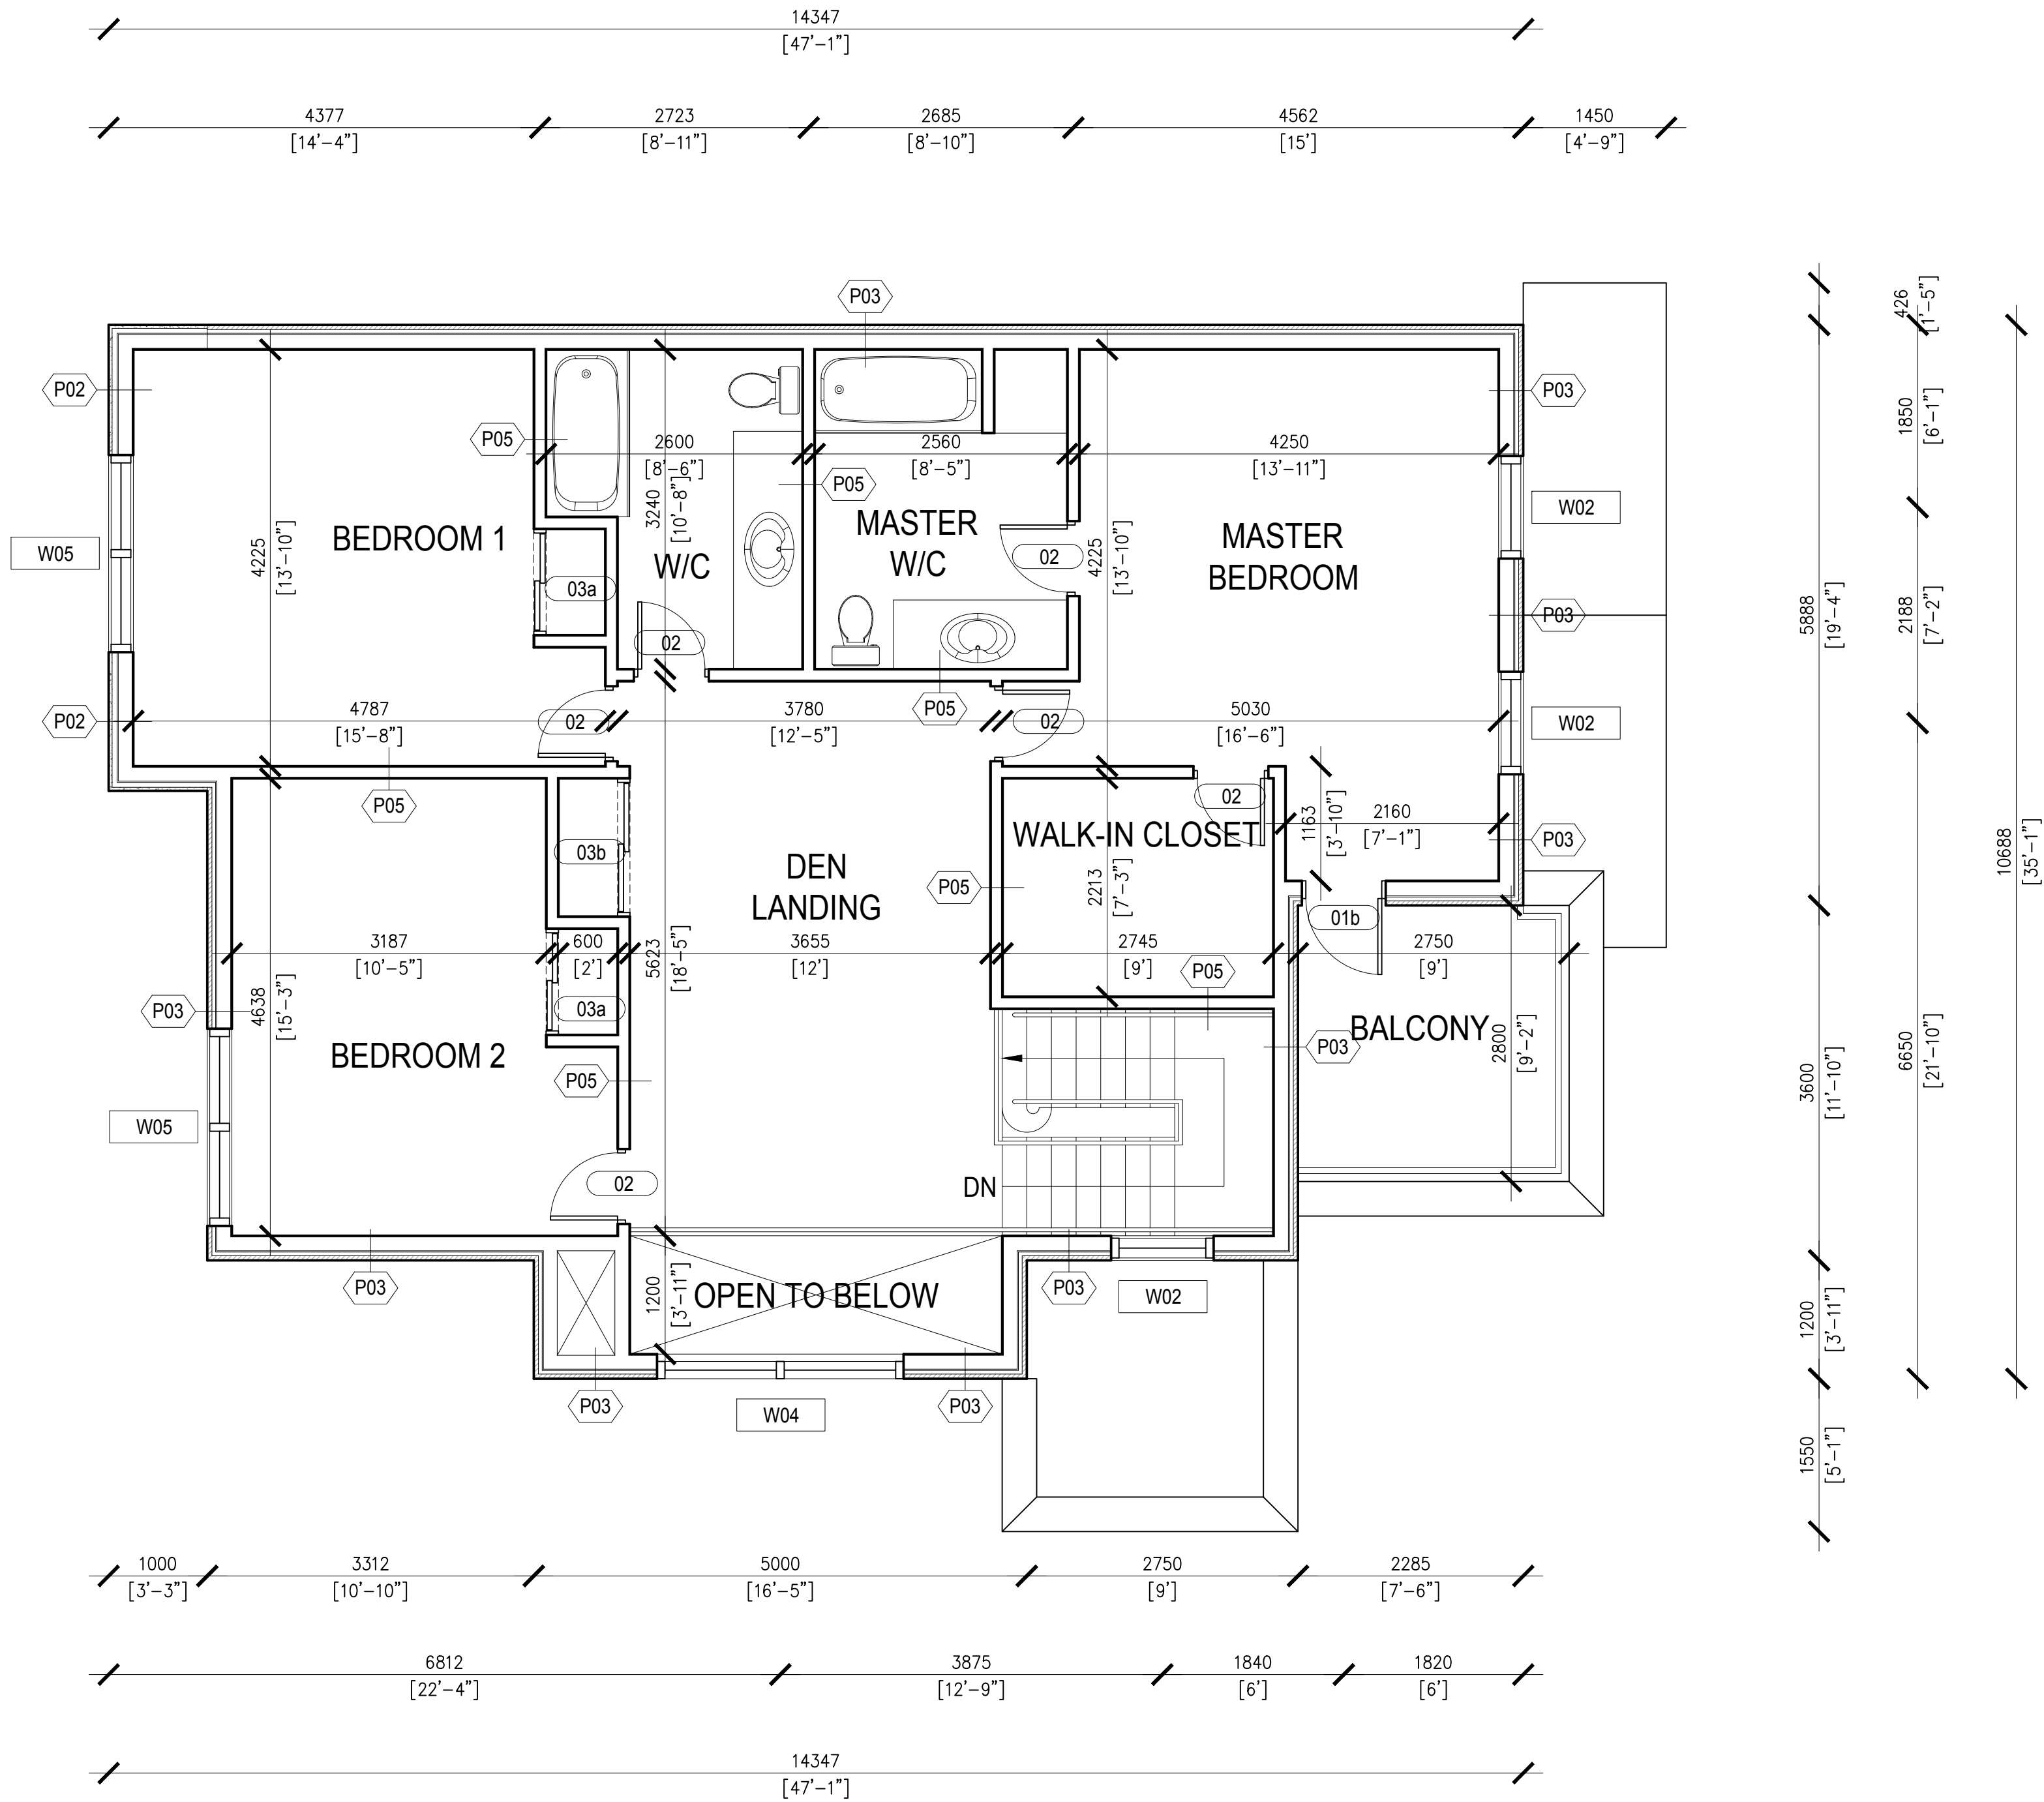 14347
[47'-1"]
4377
[14'-4"]
2723
[8'-11"]
2685
[8'-10"]
4562
[15']
1450
[4'-9"]
P03
P02
P03
P05
2600
[8'-6"]
2560
[8'-5"]
4250
[13'-11"]
P05
3240
[10'-8"]
W02
W05
4225
[13'-10"]
BEDROOM 1
03a
W/C
MASTER
W/C
02
4225
[13'-10"]
MASTER
BEDROOM
P03
02
P05
P02
4787
[15'-8"]
02
3780
[12'-5"]
02
5030
[16'-6"]
W02
P05
02
1163
[3'-10"]
2160
[7'-1"]
P03
03b
DEN
LANDING
WALK-IN CLOSET
P05
2213
[7'-3"]
01b
3187
[10'-5"]
600
[2']
5623
[18'-5"]
3655
[12']
2745
[9']
2750
[9']
P05
P03
4638
[15'-3"]
03a
BEDROOM 2
P05
P03
BALCONY
2800
[9'-2"]
W05
02
DN
P03
1200
[3'-11"]
OPEN TO BELOW
P03
W02
P03
W04
P03
426
[1'-5"]
1850
[6'-1"]
5888
[19'-4"]
2188
[7'-2"]
10688
[35'-1"]
3600
[11'-10"]
6650
[21'-10"]
1200
[3'-11"]
1550
[5'-1"]
1000
[3'-3"]
3312
[10'-10"]
5000
[16'-5"]
2750
[9']
2285
[7'-6"]
6812
[22'-4"]
3875
[12'-9"]
1840
[6']
1820
[6']
14347
[47'-1"]